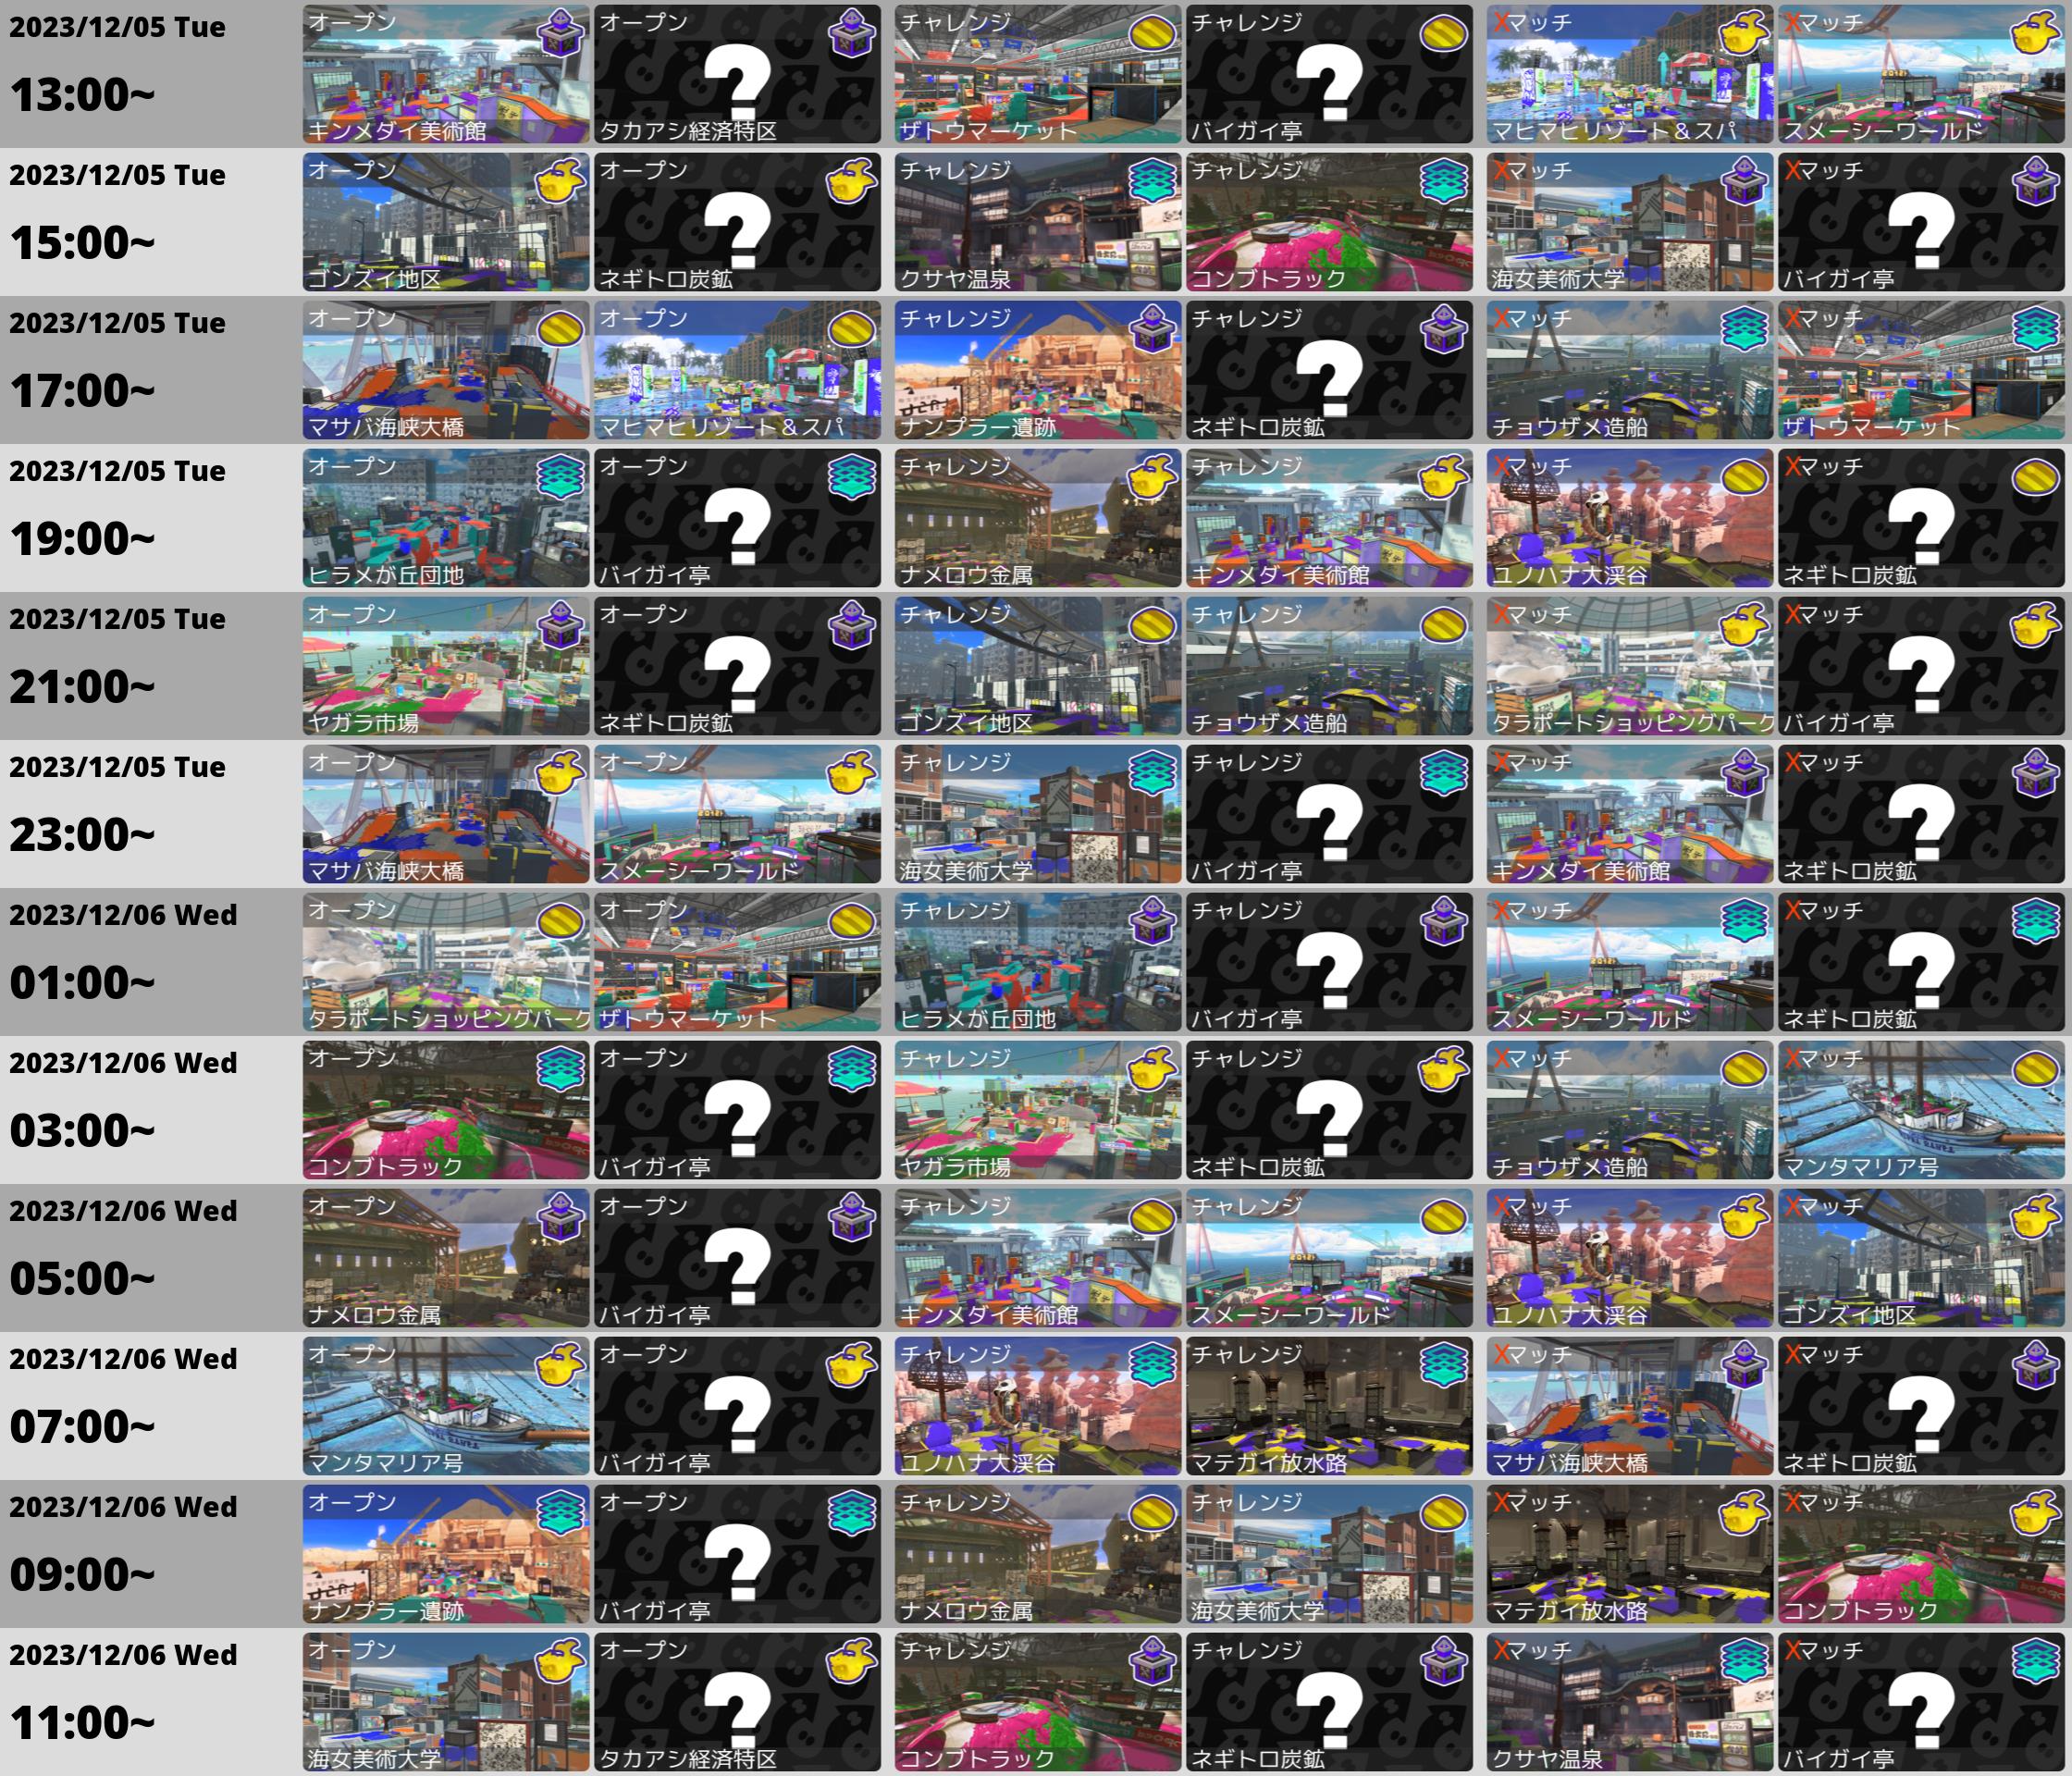 2023/12/05 Tue
13:00~
オープン
キンメダイ美術館
オープン
タカアシ経済特区
チャレンジ
ザトウマーケット
チャレンジ
バイガイ亭
Xマッチ
マヒマヒリゾート＆スパ
Xマッチ
スメーシーワールド
2023/12/05 Tue
15:00~
オープン
ゴンズイ地区
オープン
ネギトロ炭鉱
チャレンジ
クサヤ温泉
チャレンジ
コンブトラック
Xマッチ
海女美術大学
Xマッチ
バイガイ亭
2023/12/05 Tue
17:00~
オープン
マサバ海峡大橋
オープン
マヒマヒリゾート＆スパ
チャレンジ
ナンプラー遺跡
チャレンジ
ネギトロ炭鉱
Xマッチ
チョウザメ造船
Xマッチ
ザトウマーケット
2023/12/05 Tue
19:00~
オープン
ヒラメが丘団地
オープン
バイガイ亭
チャレンジ
ナメロウ金属
チャレンジ
キンメダイ美術館
Xマッチ
ユノハナ大渓谷
Xマッチ
ネギトロ炭鉱
2023/12/05 Tue
21:00~
オープン
ヤガラ市場
オープン
ネギトロ炭鉱
チャレンジ
ゴンズイ地区
チャレンジ
チョウザメ造船
Xマッチ
タラポートショッピングパーク
Xマッチ
バイガイ亭
2023/12/05 Tue
23:00~
オープン
マサバ海峡大橋
オープン
スメーシーワールド
チャレンジ
海女美術大学
チャレンジ
バイガイ亭
Xマッチ
キンメダイ美術館
Xマッチ
ネギトロ炭鉱
2023/12/06 Wed
01:00~
オープン
タラポートショッピングパーク
オープン
ザトウマーケット
チャレンジ
ヒラメが丘団地
チャレンジ
バイガイ亭
Xマッチ
スメーシーワールド
Xマッチ
ネギトロ炭鉱
2023/12/06 Wed
03:00~
オープン
コンブトラック
オープン
バイガイ亭
チャレンジ
ヤガラ市場
チャレンジ
ネギトロ炭鉱
Xマッチ
チョウザメ造船
Xマッチ
マンタマリア号
2023/12/06 Wed
05:00~
オープン
ナメロウ金属
オープン
バイガイ亭
チャレンジ
キンメダイ美術館
チャレンジ
スメーシーワールド
Xマッチ
ユノハナ大渓谷
Xマッチ
ゴンズイ地区
2023/12/06 Wed
07:00~
オープン
マンタマリア号
オープン
バイガイ亭
チャレンジ
ユノハナ大渓谷
チャレンジ
マテガイ放水路
Xマッチ
マサバ海峡大橋
Xマッチ
ネギトロ炭鉱
2023/12/06 Wed
09:00~
オープン
ナンプラー遺跡
オープン
バイガイ亭
チャレンジ
ナメロウ金属
チャレンジ
海女美術大学
Xマッチ
マテガイ放水路
Xマッチ
コンブトラック
2023/12/06 Wed
11:00~
オープン
海女美術大学
オープン
タカアシ経済特区
チャレンジ
コンブトラック
チャレンジ
ネギトロ炭鉱
Xマッチ
クサヤ温泉
Xマッチ
バイガイ亭